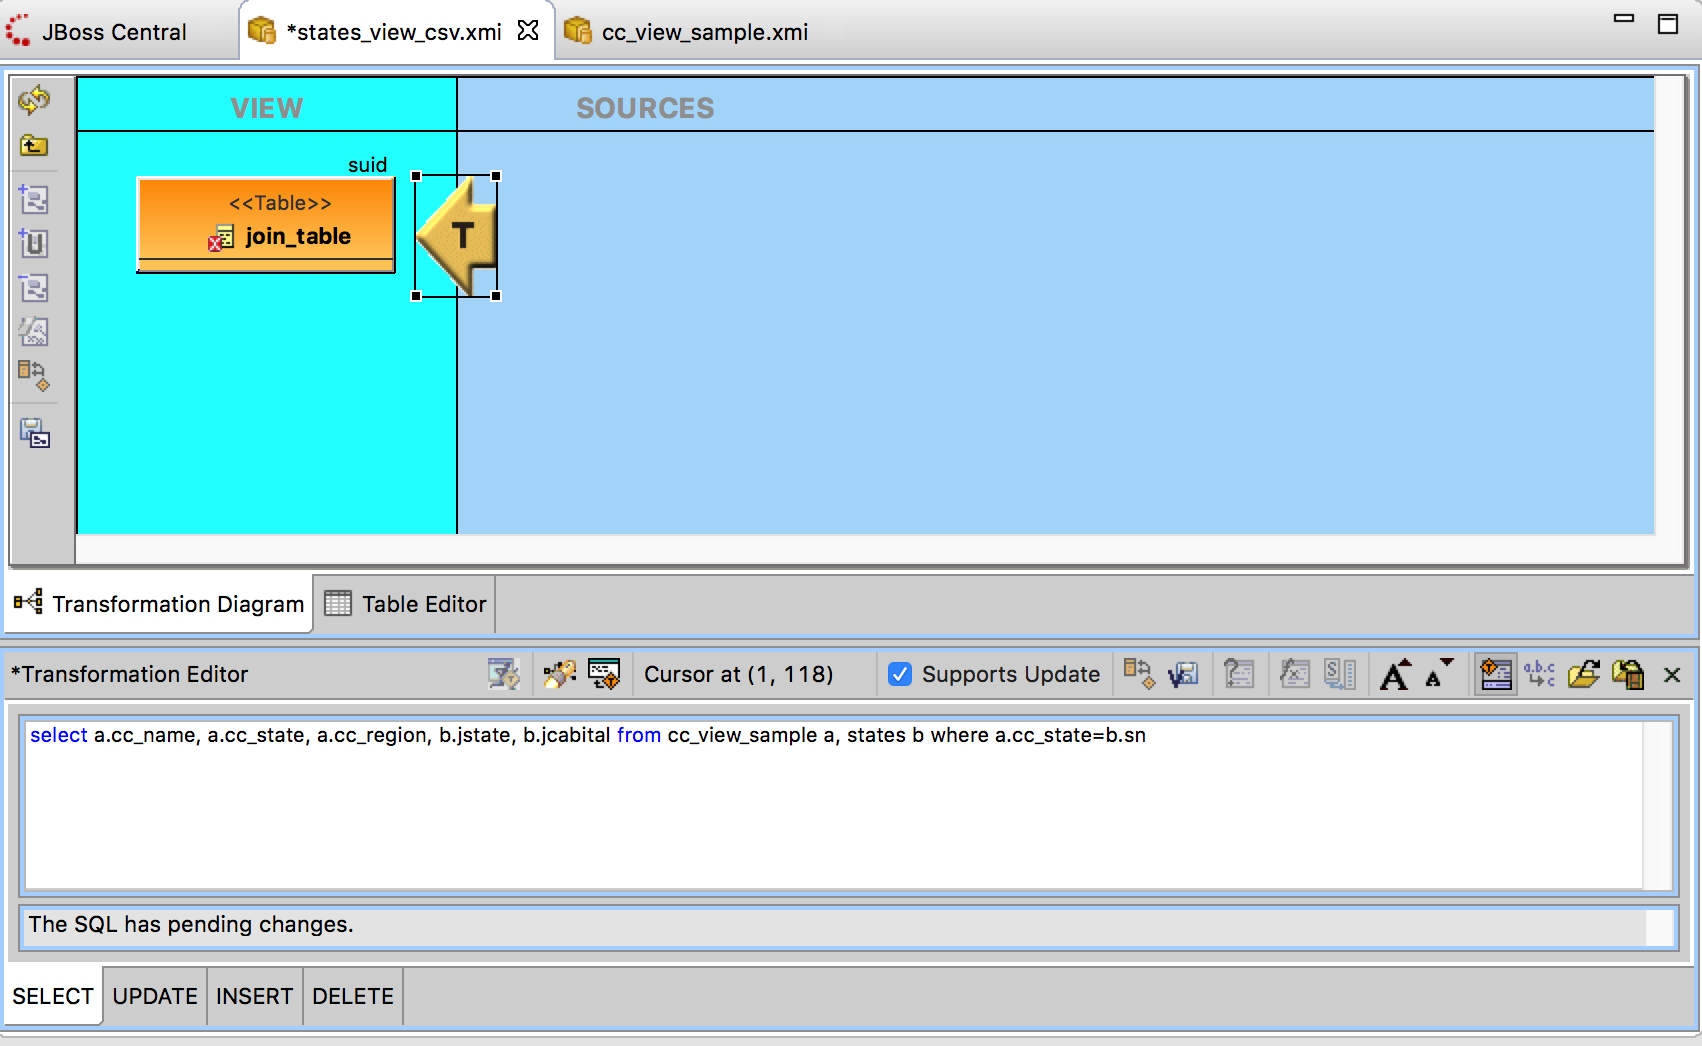 JBoss Central
*states_view_csv.xmi
cc_view_sample.xmi
VIEW
SOURCES
suid
<<Table>>
join_table
T
Transformation Diagram
Table Editor
*Transformation Editor
Cursor at (1, 118)
Supports Update
select a.cc_name, a.cc_state, a.cc_region, b.jstate, b.jcabital from cc_view_sample a, states b where a.cc_state=b.sn
The SQL has pending changes.
SELECT
UPDATE
INSERT
DELETE